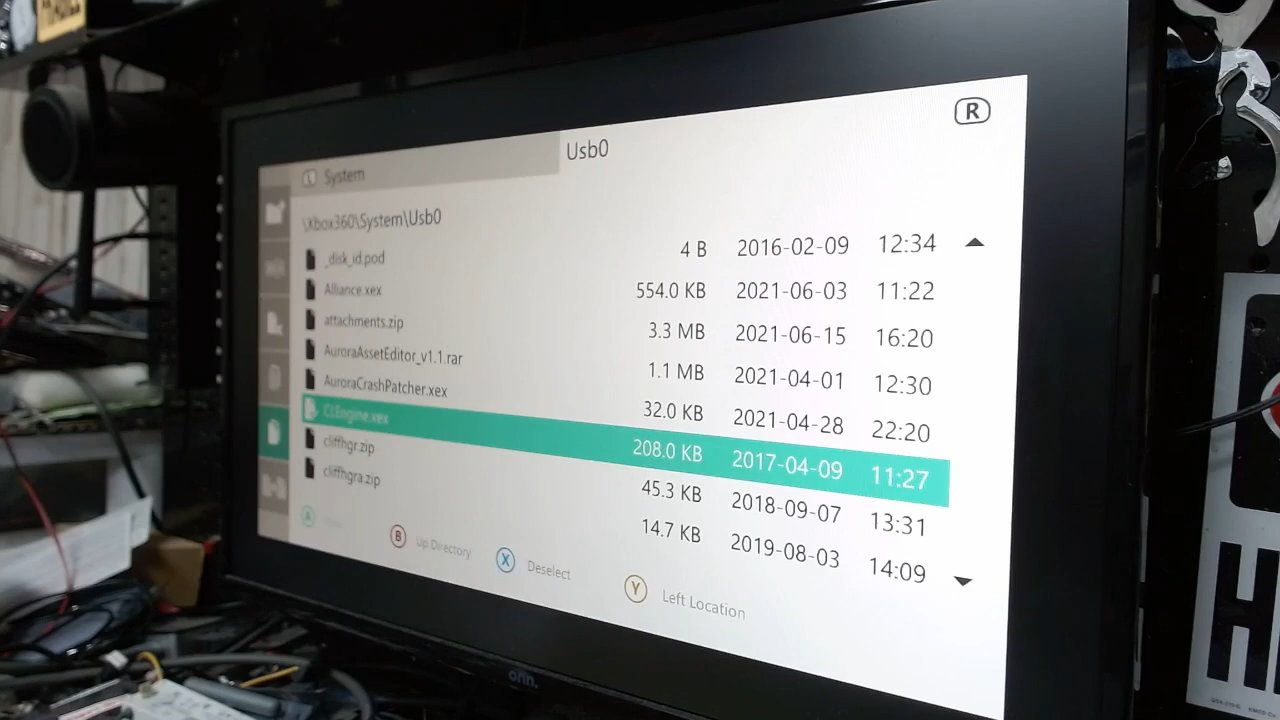 Usb0
R
L System
\Xbox360\System\Usb0
_disk_id.pod 4 B 2016-02-09 12:34
Alliance.xex 554.0 KB 2021-06-03 11:22
attachments.zip 3.3 MB 2021-06-15 16:20
AuroraAssetEditor_v1.1.rar 1.1 MB 2021-04-01 12:30
AuroraCrashPatcher.xex 32.0 KB 2021-04-28 22:20
CLEngine.xex 208.0 KB 2017-04-09 11:27
cliffhgr.zip 45.3 KB 2018-09-07 13:31
cliffhgra.zip 14.7 KB 2019-08-03 14:09
A
B Up Directory
X Deselect
Y Left Location
onn.